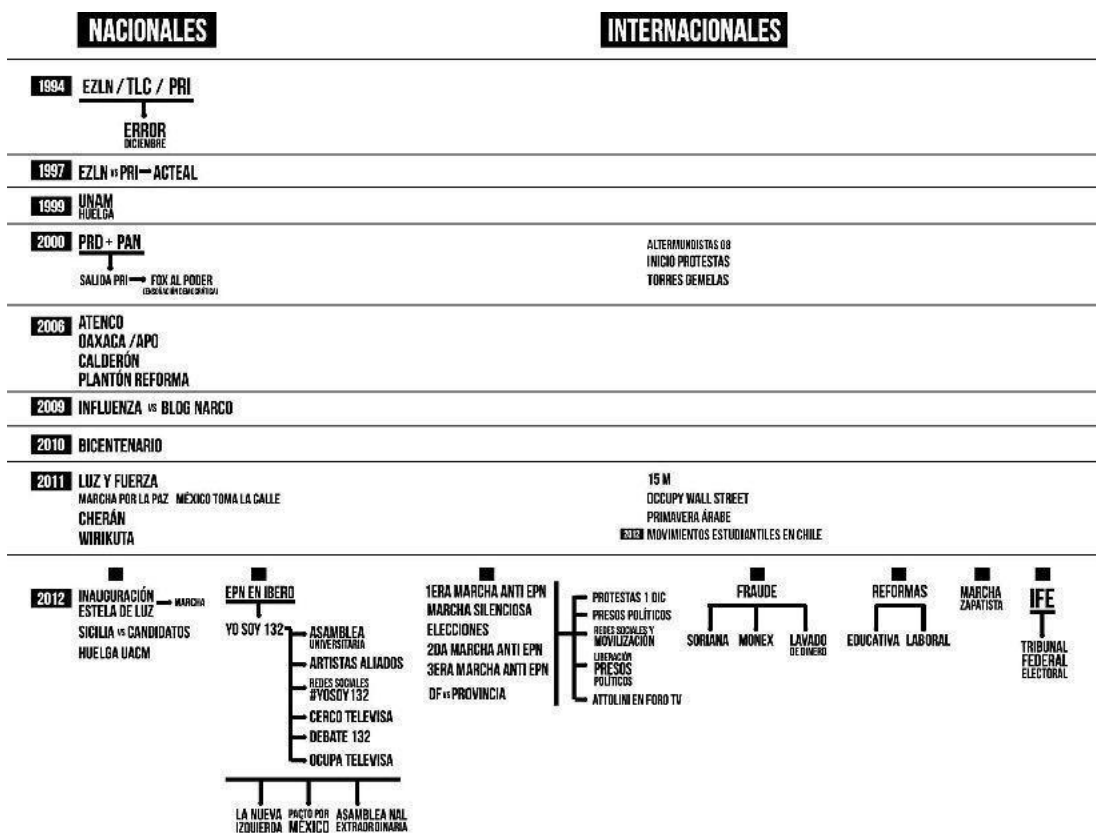 NACIONALES
INTERNACIONALES
1994 EZLN / TLC / PRI
ERROR
DICIEMBRE
1997 EZLN vs PRI ACTEAL
1999 UNAM
HUELGA
2000 PRD + PAN
SALIDA PRI FOX AL PODER
(ENSOÑACIÓN DEMOCRÁTICA)
ALTERMUNDISTAS 08
INICIO PROTESTAS
TORRES GEMELAS
2006 ATENCO
OAXACA / APO
CALDERÓN
PLANTÓN REFORMA
2009 INFLUENZA vs BLOG NARCO
2010 BICENTENARIO
2011 LUZ Y FUERZA
MARCHA POR LA PAZ MÉXICO TOMA LA CALLE
CHERÁN
WIRIKUTA
15 M
OCCUPY WALL STREET
PRIMAVERA ÁRABE
2012 MOVIMIENTOS ESTUDIANTILES EN CHILE
2012 INAUGURACIÓN
ESTELA DE LUZ
MARCHA
SICILIA vs CANDIDATOS
HUELGA UACM
EPN EN IBERO
YO SOY 132
ASAMBLEA
UNIVERSITARIA
ARTISTAS ALIADOS
REDES SOCIALES
#YOSOY132
CERCO TELEVISA
DEBATE 132
OCUPA TELEVISA
LA NUEVA
IZQUIERDA
PACTO POR
MÉXICO
ASAMBLEA NAL
EXTRAORDINARIA
1ERA MARCHA ANTI EPN
MARCHA SILENCIOSA
ELECCIONES
2DA MARCHA ANTI EPN
3ERA MARCHA ANTI EPN
DF vs PROVINCIA
PROTESTAS 1 DIC
PRESOS POLÍTICOS
REDES SOCIALES Y
MOVILIZACIÓN
LIBERACIÓN
PRESOS
POLÍTICOS
ATTOLINI EN FORO TV
FRAUDE
SORIANA
MONEX
LAVADO
DE DINERO
REFORMAS
EDUCATIVA
LABORAL
MARCHA
ZAPATISTA
IFE
TRIBUNAL
FEDERAL
ELECTORAL